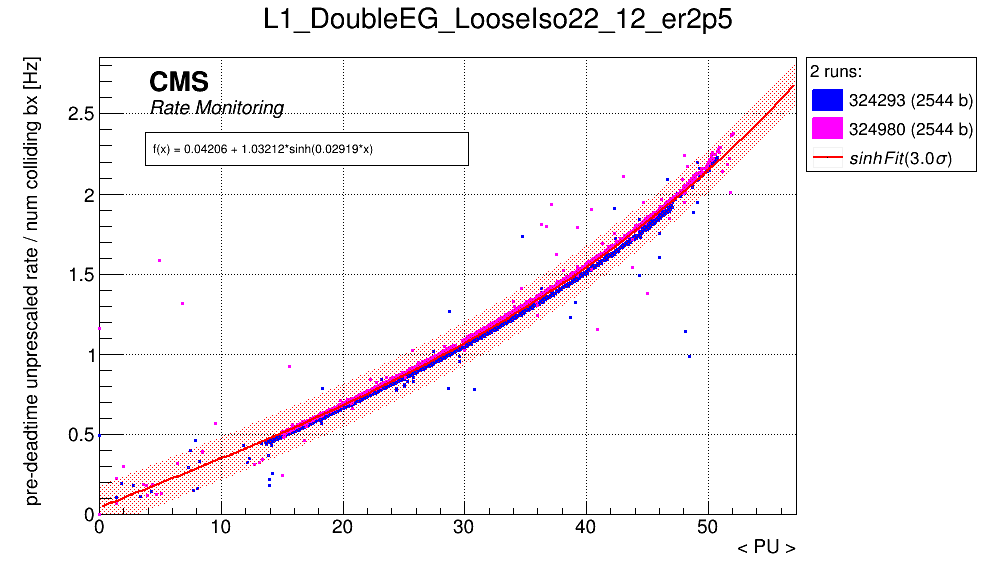 L1_DoubleEG_LooseIso22_12_er2p5
pre-deadtime unprescaled rate / num colliding bx [Hz]
CMS
Rate Monitoring
f(x) = 0.04206 + 1.03212*sinh(0.02919*x)
2 runs:
324293 (2544 b)
324980 (2544 b)
sinhFit(3.0σ)
2.5
2
1.5
1
0.5
0
0 10 20 30 40 50
< PU >